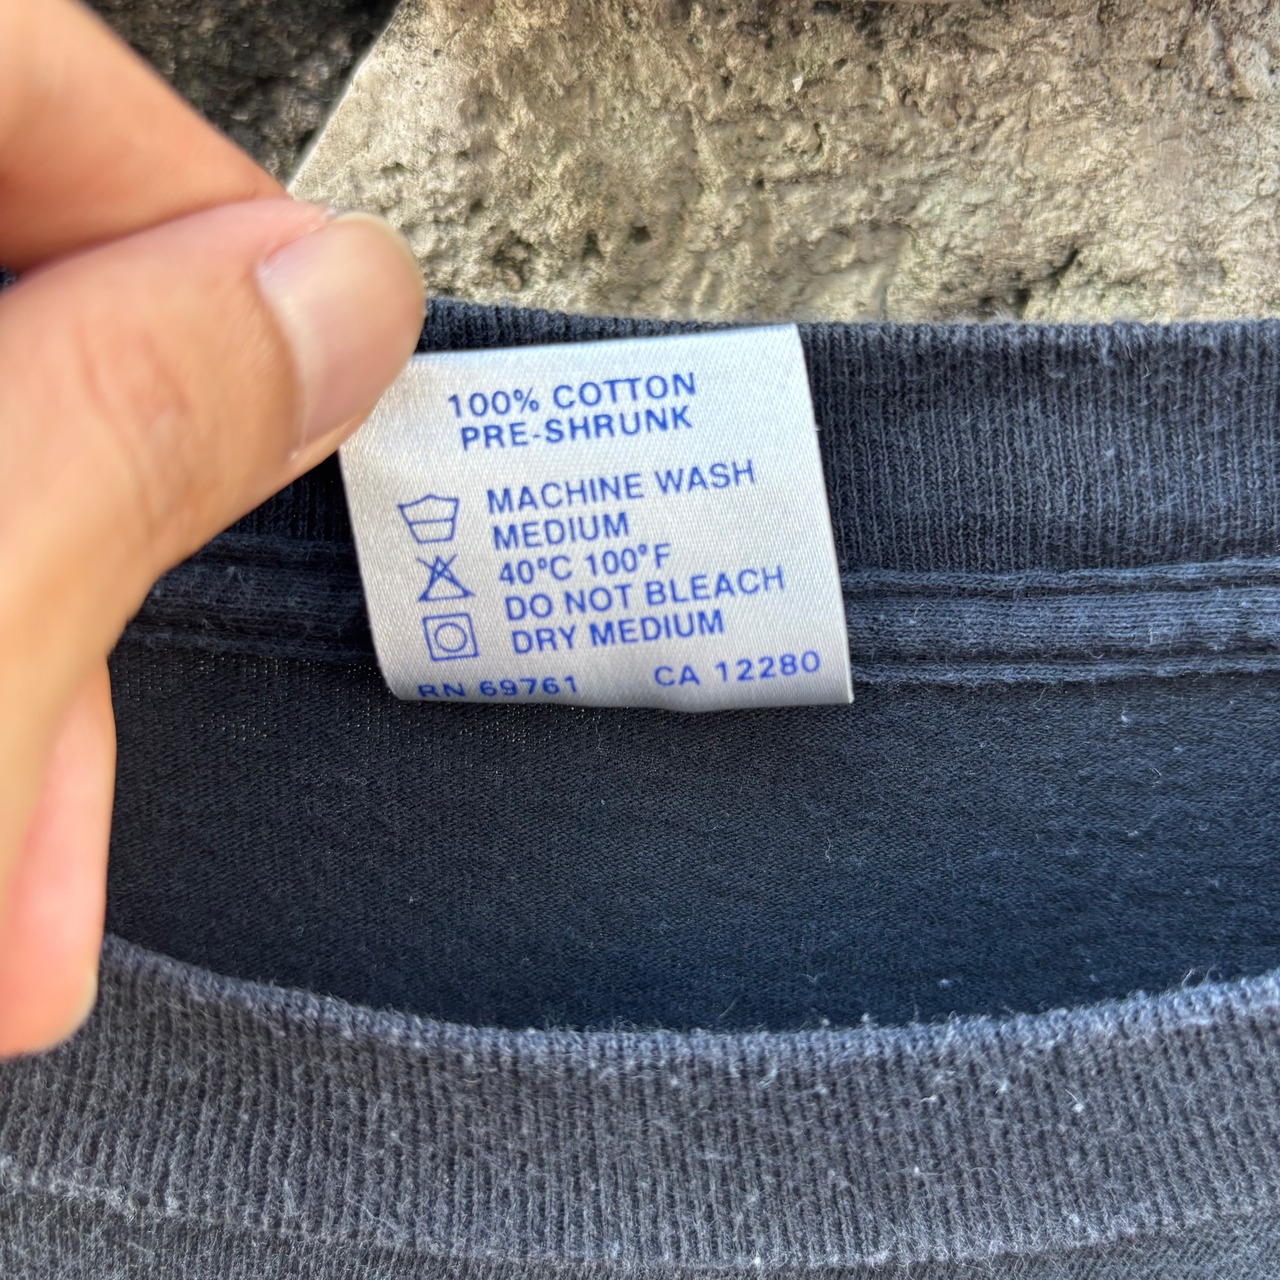 100% COTTON
PRE-SHRUNK
MACHINE WASH
MEDIUM
40°C 100°F
DO NOT BLEACH
DRY MEDIUM
RN 69761 CA 12280